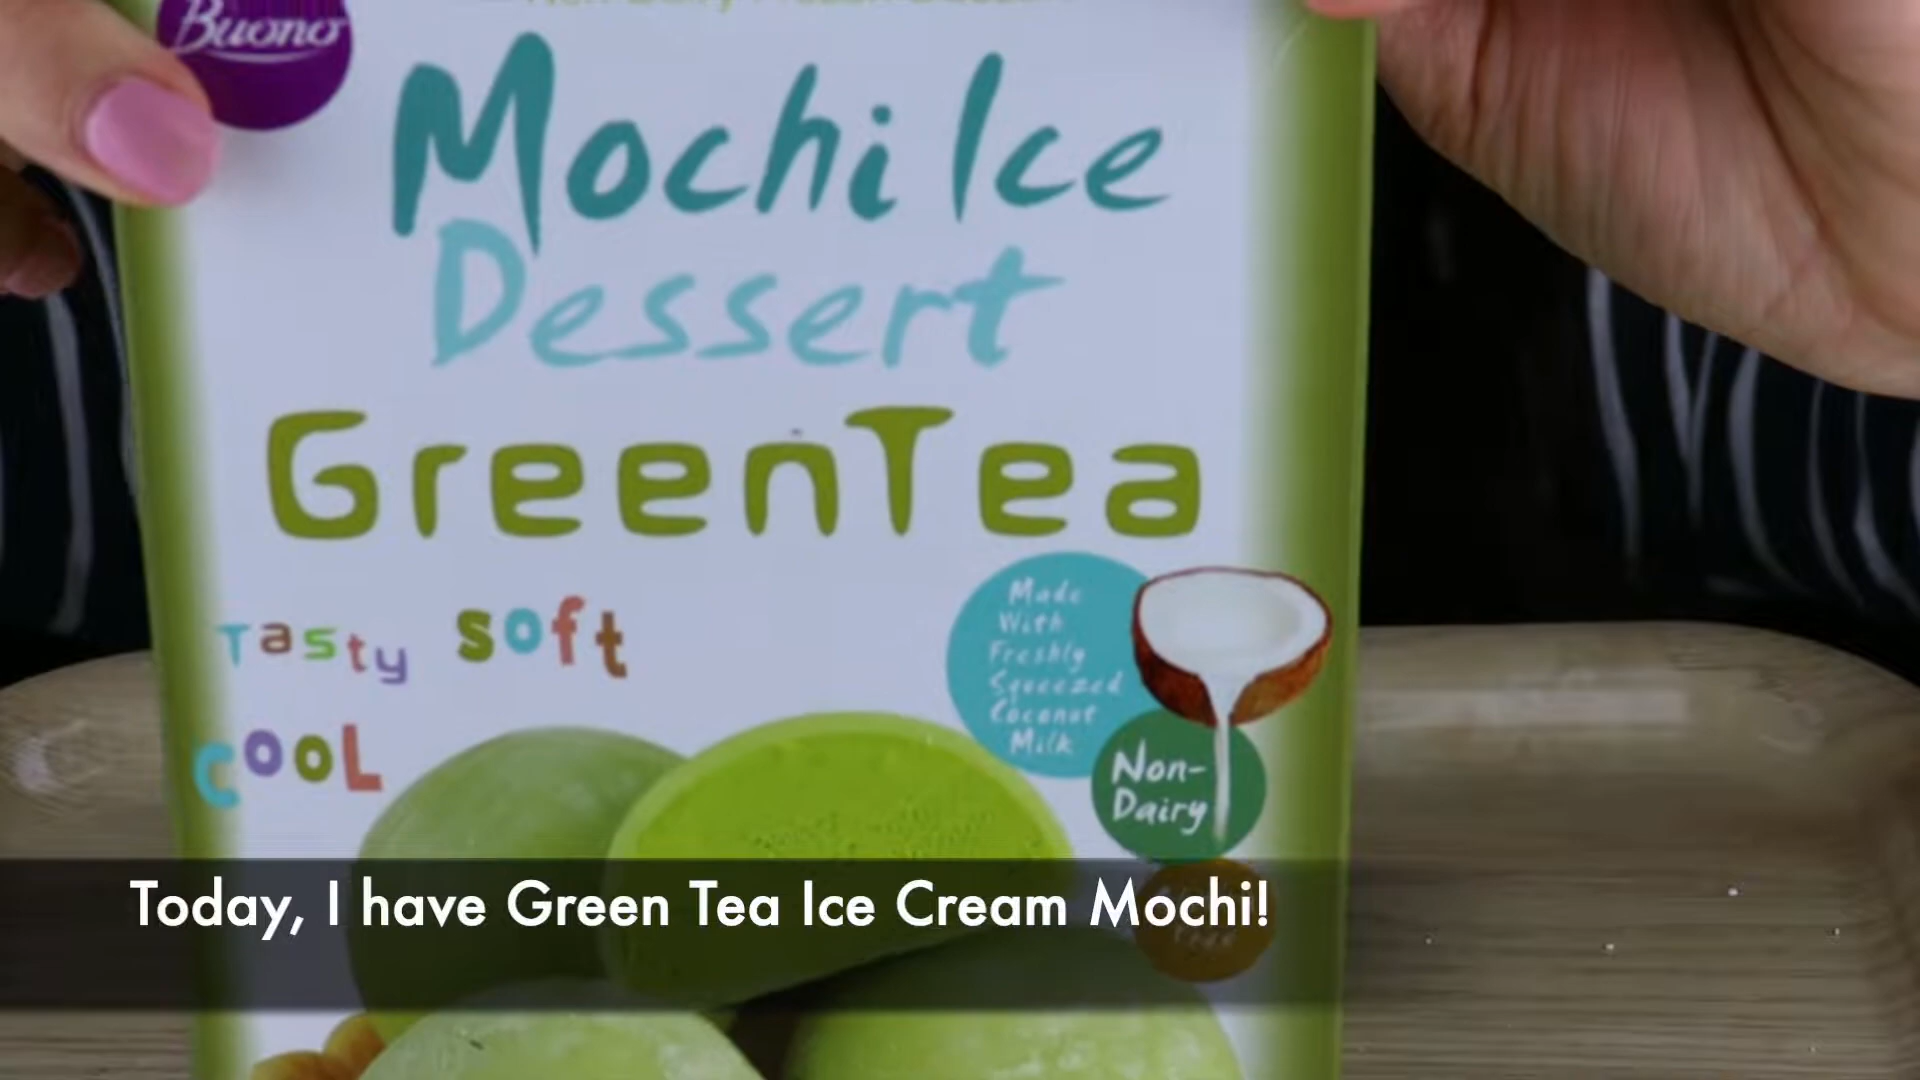 Buono
Mochi Ice
Dessert
GreenTea
Tasty soft
cooL
Made
With
Freshly
Squeezed
Coconut
Milk
Non-
Dairy
Today, I have Green Tea Ice Cream Mochi!